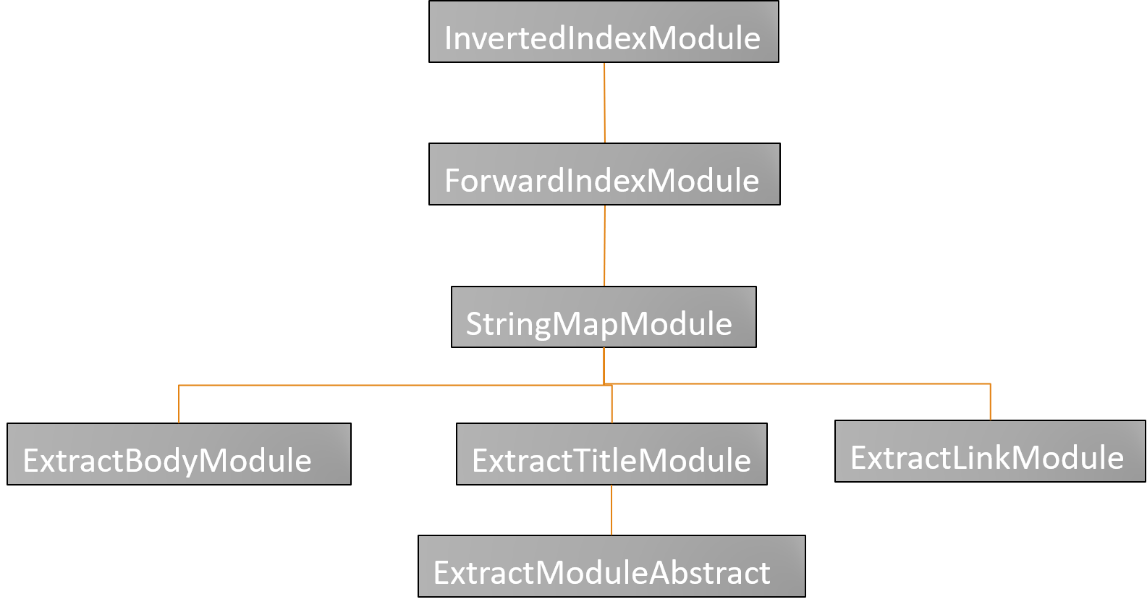 InvertedIndexModule
ForwardIndexModule
StringMapModule
ExtractBodyModule
ExtractTitleModule
ExtractLinkModule
ExtractModuleAbstract